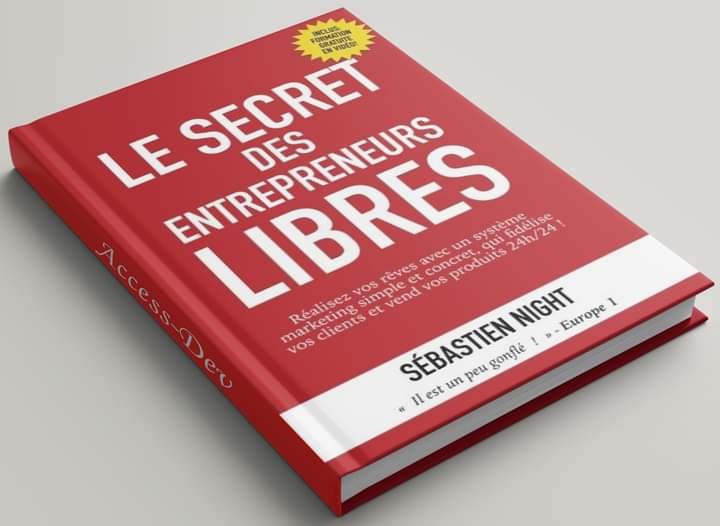 INCLUS:
FORMATION
GRATUITE
EN VIDÉO!
LE SECRET
DES
ENTREPRENEURS
LIBRES
Réalisez vos rêves avec un système
marketing simple et concret, qui fidélise
vos clients et vend vos produits 24h/24 !
SÉBASTIEN NIGHT
« Il est un peu gonflé ! » - Europe 1
Access-Dev